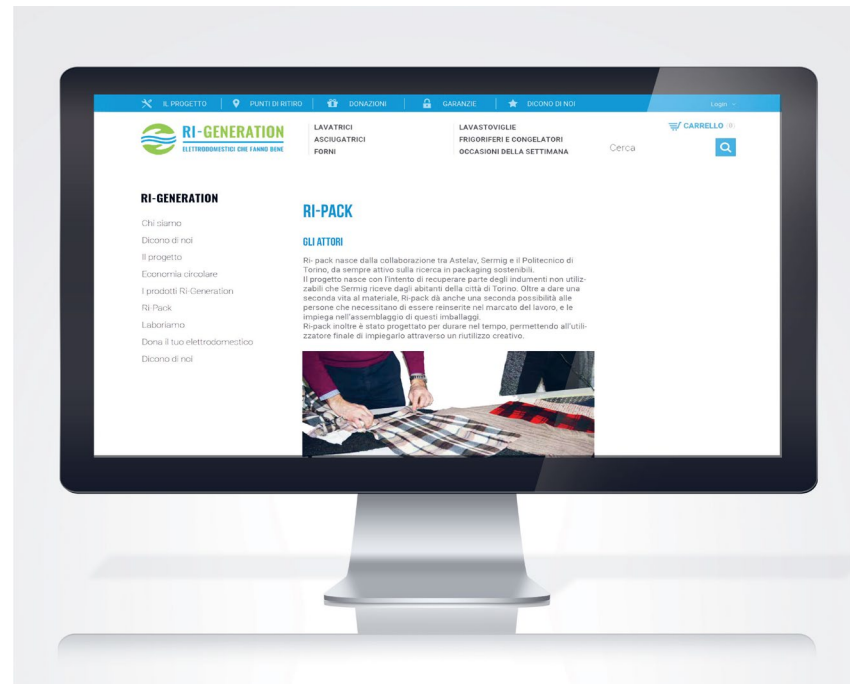 IL PROGETTO | PUNTI DI RITIRO | DONAZIONI | GARANZIE | DICONO DI NOI Login
RI-GENERATION
ELETTRODOMESTICI CHE FANNO BENE
LAVATRICI
ASCIUGATRICI
FORNI
LAVASTOVIGLIE
FRIGORIFERI E CONGELATORI
OCCASIONI DELLA SETTIMANA
CARRELLO (0)
Cerca
RI-GENERATION
Chi siamo
Dicono di noi
Il progetto
Economia circolare
I prodotti Ri-Generation
Ri-Pack
Laboriamo
Dona il tuo elettrodomestico
Dicono di noi
RI-PACK
GLI ATTORI
Ri- pack nasce dalla collaborazione tra Astelav, Sermig e il Politecnico di
Torino, da sempre attivo sulla ricerca in packaging sostenibili.
Il progetto nasce con l'intento di recuperare parte degli indumenti non utiliz-
zabili che Sermig riceve dagli abitanti della città di Torino. Oltre a dare una
seconda vita al materiale, Ri-pack dà anche una seconda possibilità alle
persone che necessitano di essere reinserite nel marcato del lavoro, e le
impiega nell'assemblaggio di questi imballaggi.
Ri-pack inoltre è stato progettato per durare nel tempo, permettendo all'utili-
zzatore finale di impiegarlo attraverso un riutilizzo creativo.